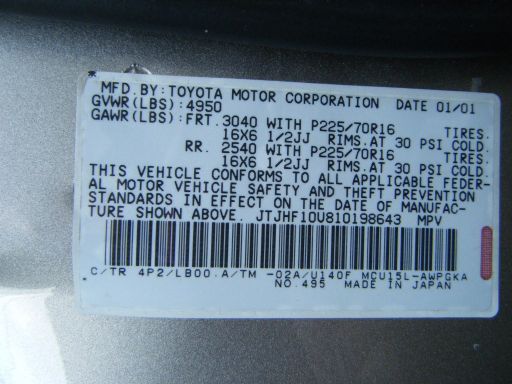 MFD.BY:TOYOTA MOTOR CORPORATION DATE 01/01
GVWR(LBS):4950
GAWR(LBS):FRT.3040 WITH P225/70R16 TIRES.
16X6 1/2JJ RIMS.AT 30 PSI COLD.
RR. 2540 WITH P225/70R16 TIRES.
16X6 1/2JJ RIMS.AT 30 PSI COLD.
THIS VEHICLE CONFORMS TO ALL APPLICABLE FEDER-
AL MOTOR VEHICLE SAFETY AND THEFT PREVENTION
STANDARDS IN EFFECT ON THE DATE OF MANUFAC-
TURE SHOWN ABOVE. JTJHF10U810198643 MPV
C/TR 4P2/LB00.A/TM -02A/U140F MCU15L-AWPGKA
NO.495 MADE IN JAPAN